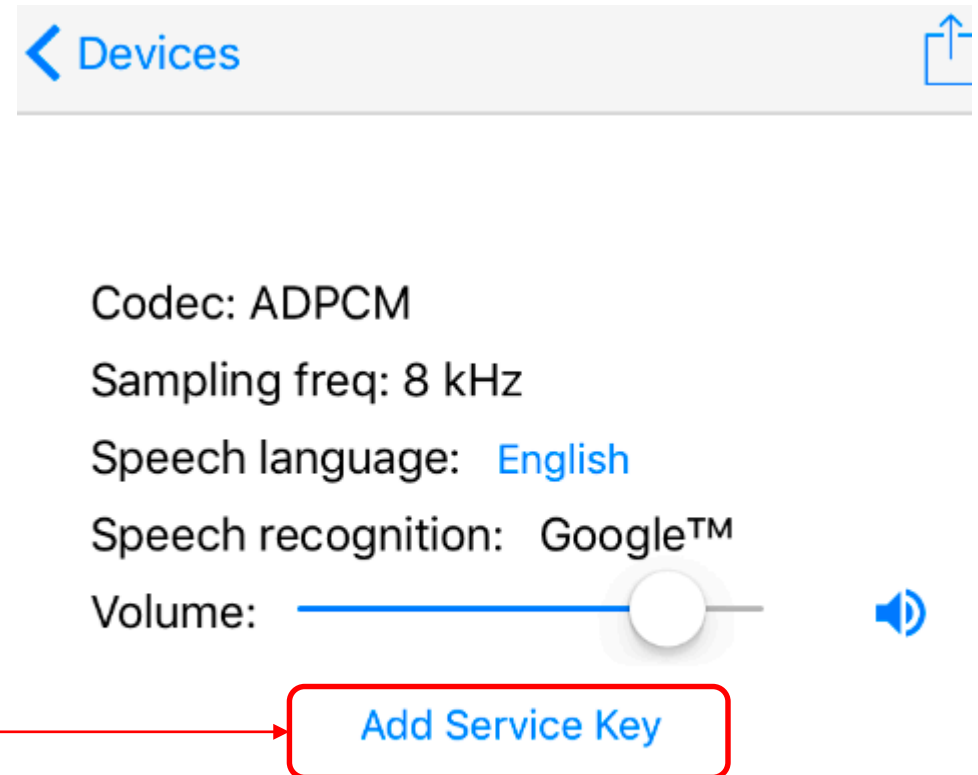 Devices
Codec: ADPCM
Sampling freq: 8 kHz
Speech language: English
Speech recognition: Google™
Volume:
Add Service Key